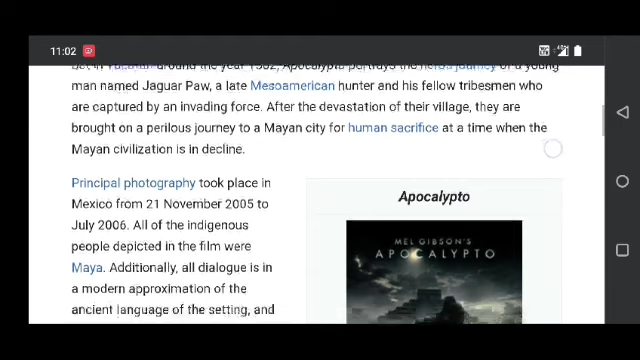 11:02
set in Yucatan around the year 1502, Apocalypto portrays the hero's journey of a young
man named Jaguar Paw, a late Mesoamerican hunter and his fellow tribesmen who
are captured by an invading force. After the devastation of their village, they are
brought on a perilous journey to a Mayan city for human sacrifice at a time when the
Mayan civilization is in decline.
Principal photography took place in
Mexico from 21 November 2005 to
July 2006. All of the indigenous
people depicted in the film were
Maya. Additionally, all dialogue is in
a modern approximation of the
ancient language of the setting, and
Apocalypto
MEL GIBSON'S
APOCALYPTO